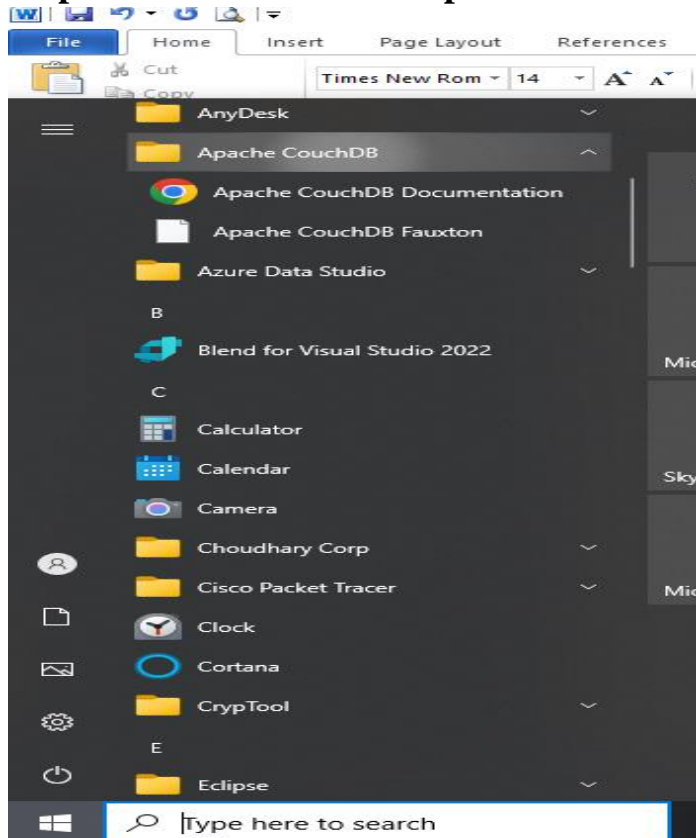 File Home Insert Page Layout References
Cut
Times New Rom 14 A A
Copy
AnyDesk
Apache CouchDB
Apache CouchDB Documentation
Apache CouchDB Fauxton
Azure Data Studio
B
Blend for Visual Studio 2022
Mic
C
Calculator
Calendar
Sky
Camera
Choudhary Corp
Cisco Packet Tracer
Mic
Clock
Cortana
CrypTool
E
Eclipse
Type here to search